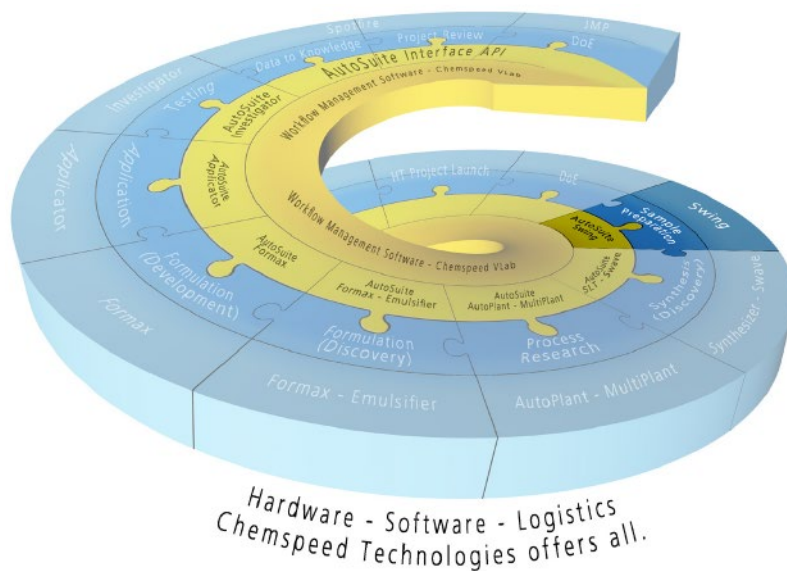 Spotfire
JMP
Data to Knowledge
Project Review
DoE
AutoSuite Interface API
Workflow Management Software - Chemspeed VLab
Investigator
Testing
AutoSuite
Investigator
Applicator
Application
AutoSuite
Applicator
Workflow Management Software - Chemspeed VLab
HT Project Launch
DoE
Swing
Sample
Preparation
AutoSuite
Swing
Formax
Formulation
(Development)
AutoSuite
Formax
AutoSuite
Formax - Emulsifier
AutoSuite
AutoPlant - MultiPlant
AutoSuite
SLT - Swave
Synthesis
(Discovery)
Synthesizer - Swave
Formulation
(Discovery)
Process
Research
Formax - Emulsifier
AutoPlant - MultiPlant
Hardware - Software - Logistics
Chemspeed Technologies offers all.